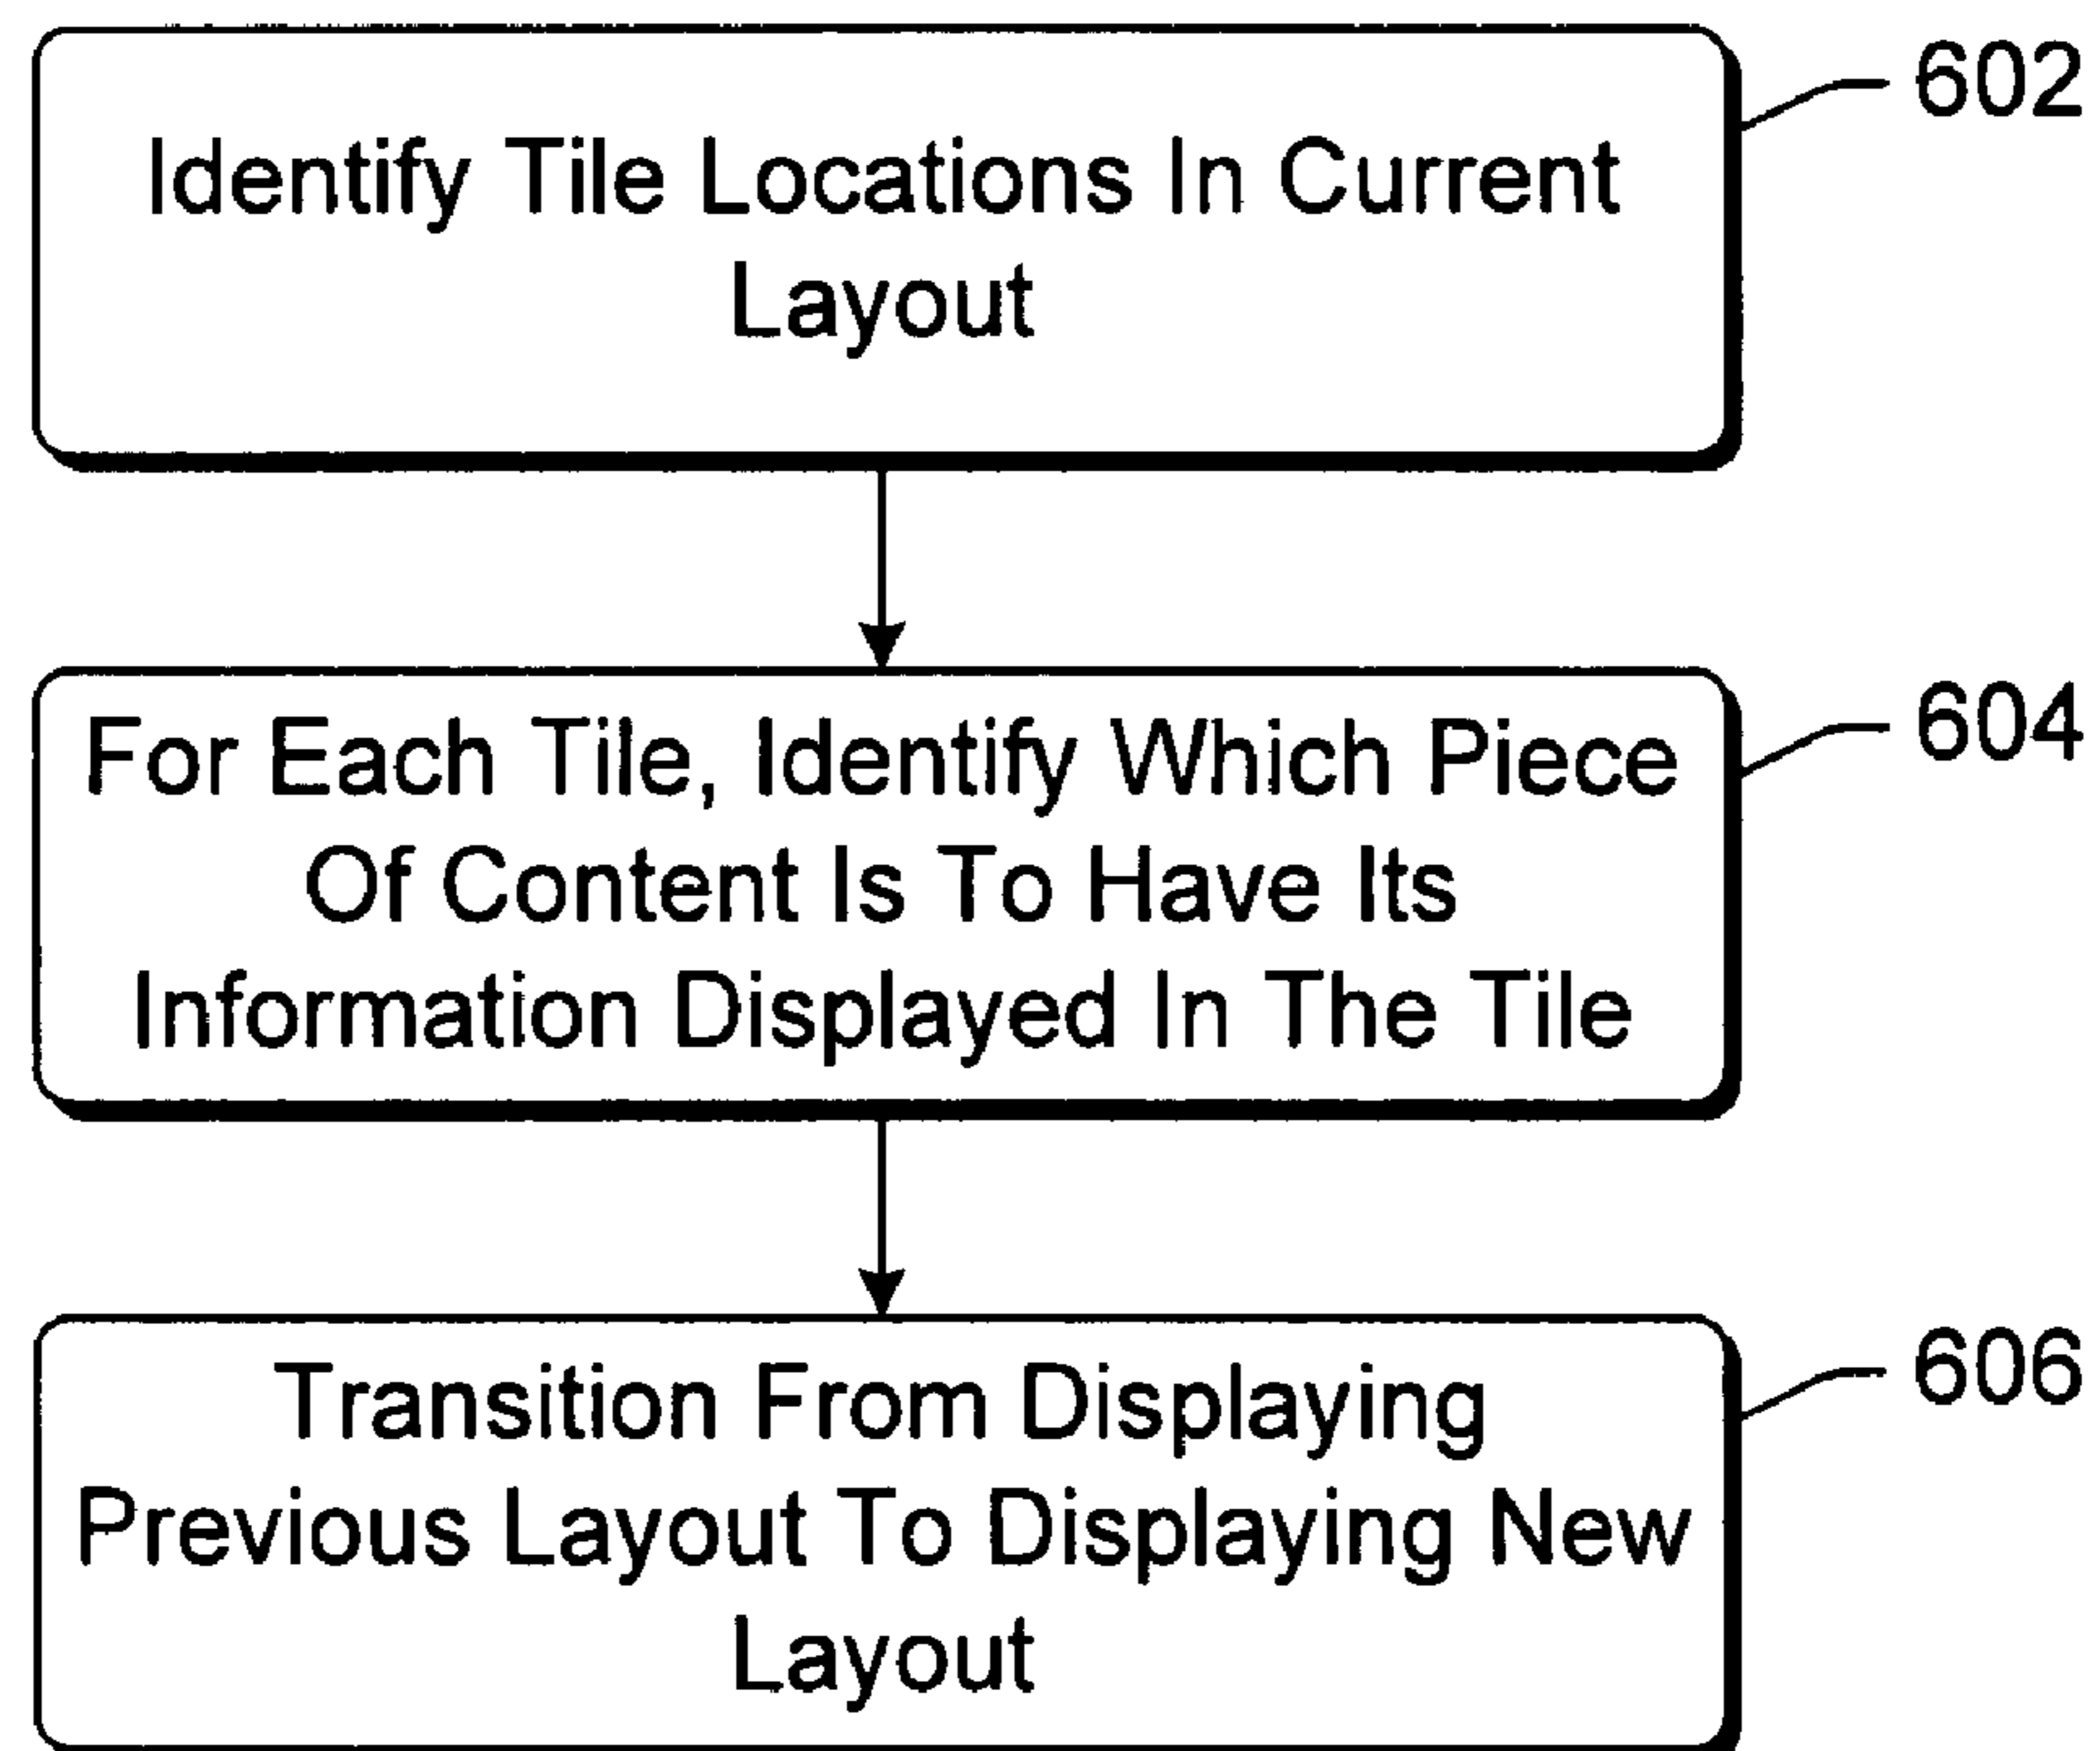 602
Identify Tile Locations In Current
Layout
604
For Each Tile, Identify Which Piece
Of Content Is To Have Its
Information Displayed In The Tile
606
Transition From Displaying
Previous Layout To Displaying New
Layout